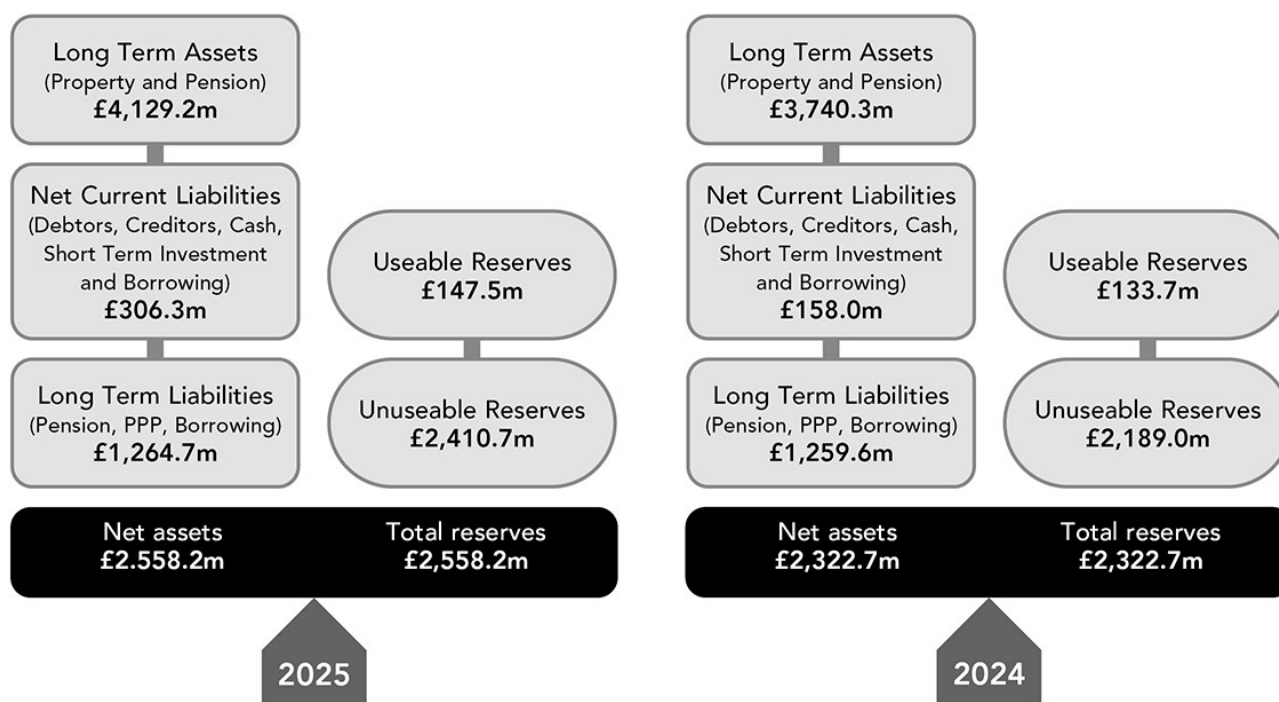 Long Term Assets
(Property and Pension)
£4,129.2m
Net Current Liabilities
(Debtors, Creditors, Cash,
Short Term Investment
and Borrowing)
£306.3m
Long Term Liabilities
(Pension, PPP, Borrowing)
£1,264.7m
Useable Reserves
£147.5m
Unuseable Reserves
£2,410.7m
Net assets
£2.558.2m
Total reserves
£2,558.2m
2025
Long Term Assets
(Property and Pension)
£3,740.3m
Net Current Liabilities
(Debtors, Creditors, Cash,
Short Term Investment
and Borrowing)
£158.0m
Long Term Liabilities
(Pension, PPP, Borrowing)
£1,259.6m
Useable Reserves
£133.7m
Unuseable Reserves
£2,189.0m
Net assets
£2,322.7m
Total reserves
£2,322.7m
2024